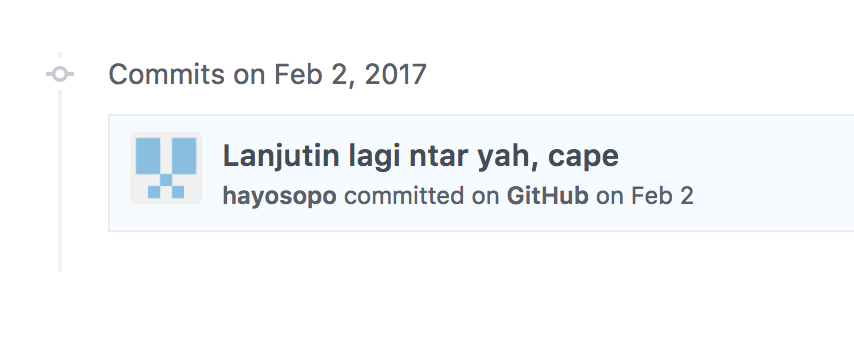 Commits on Feb 2, 2017
Lanjutin lagi ntar yah, cape
hayosopo committed on GitHub on Feb 2